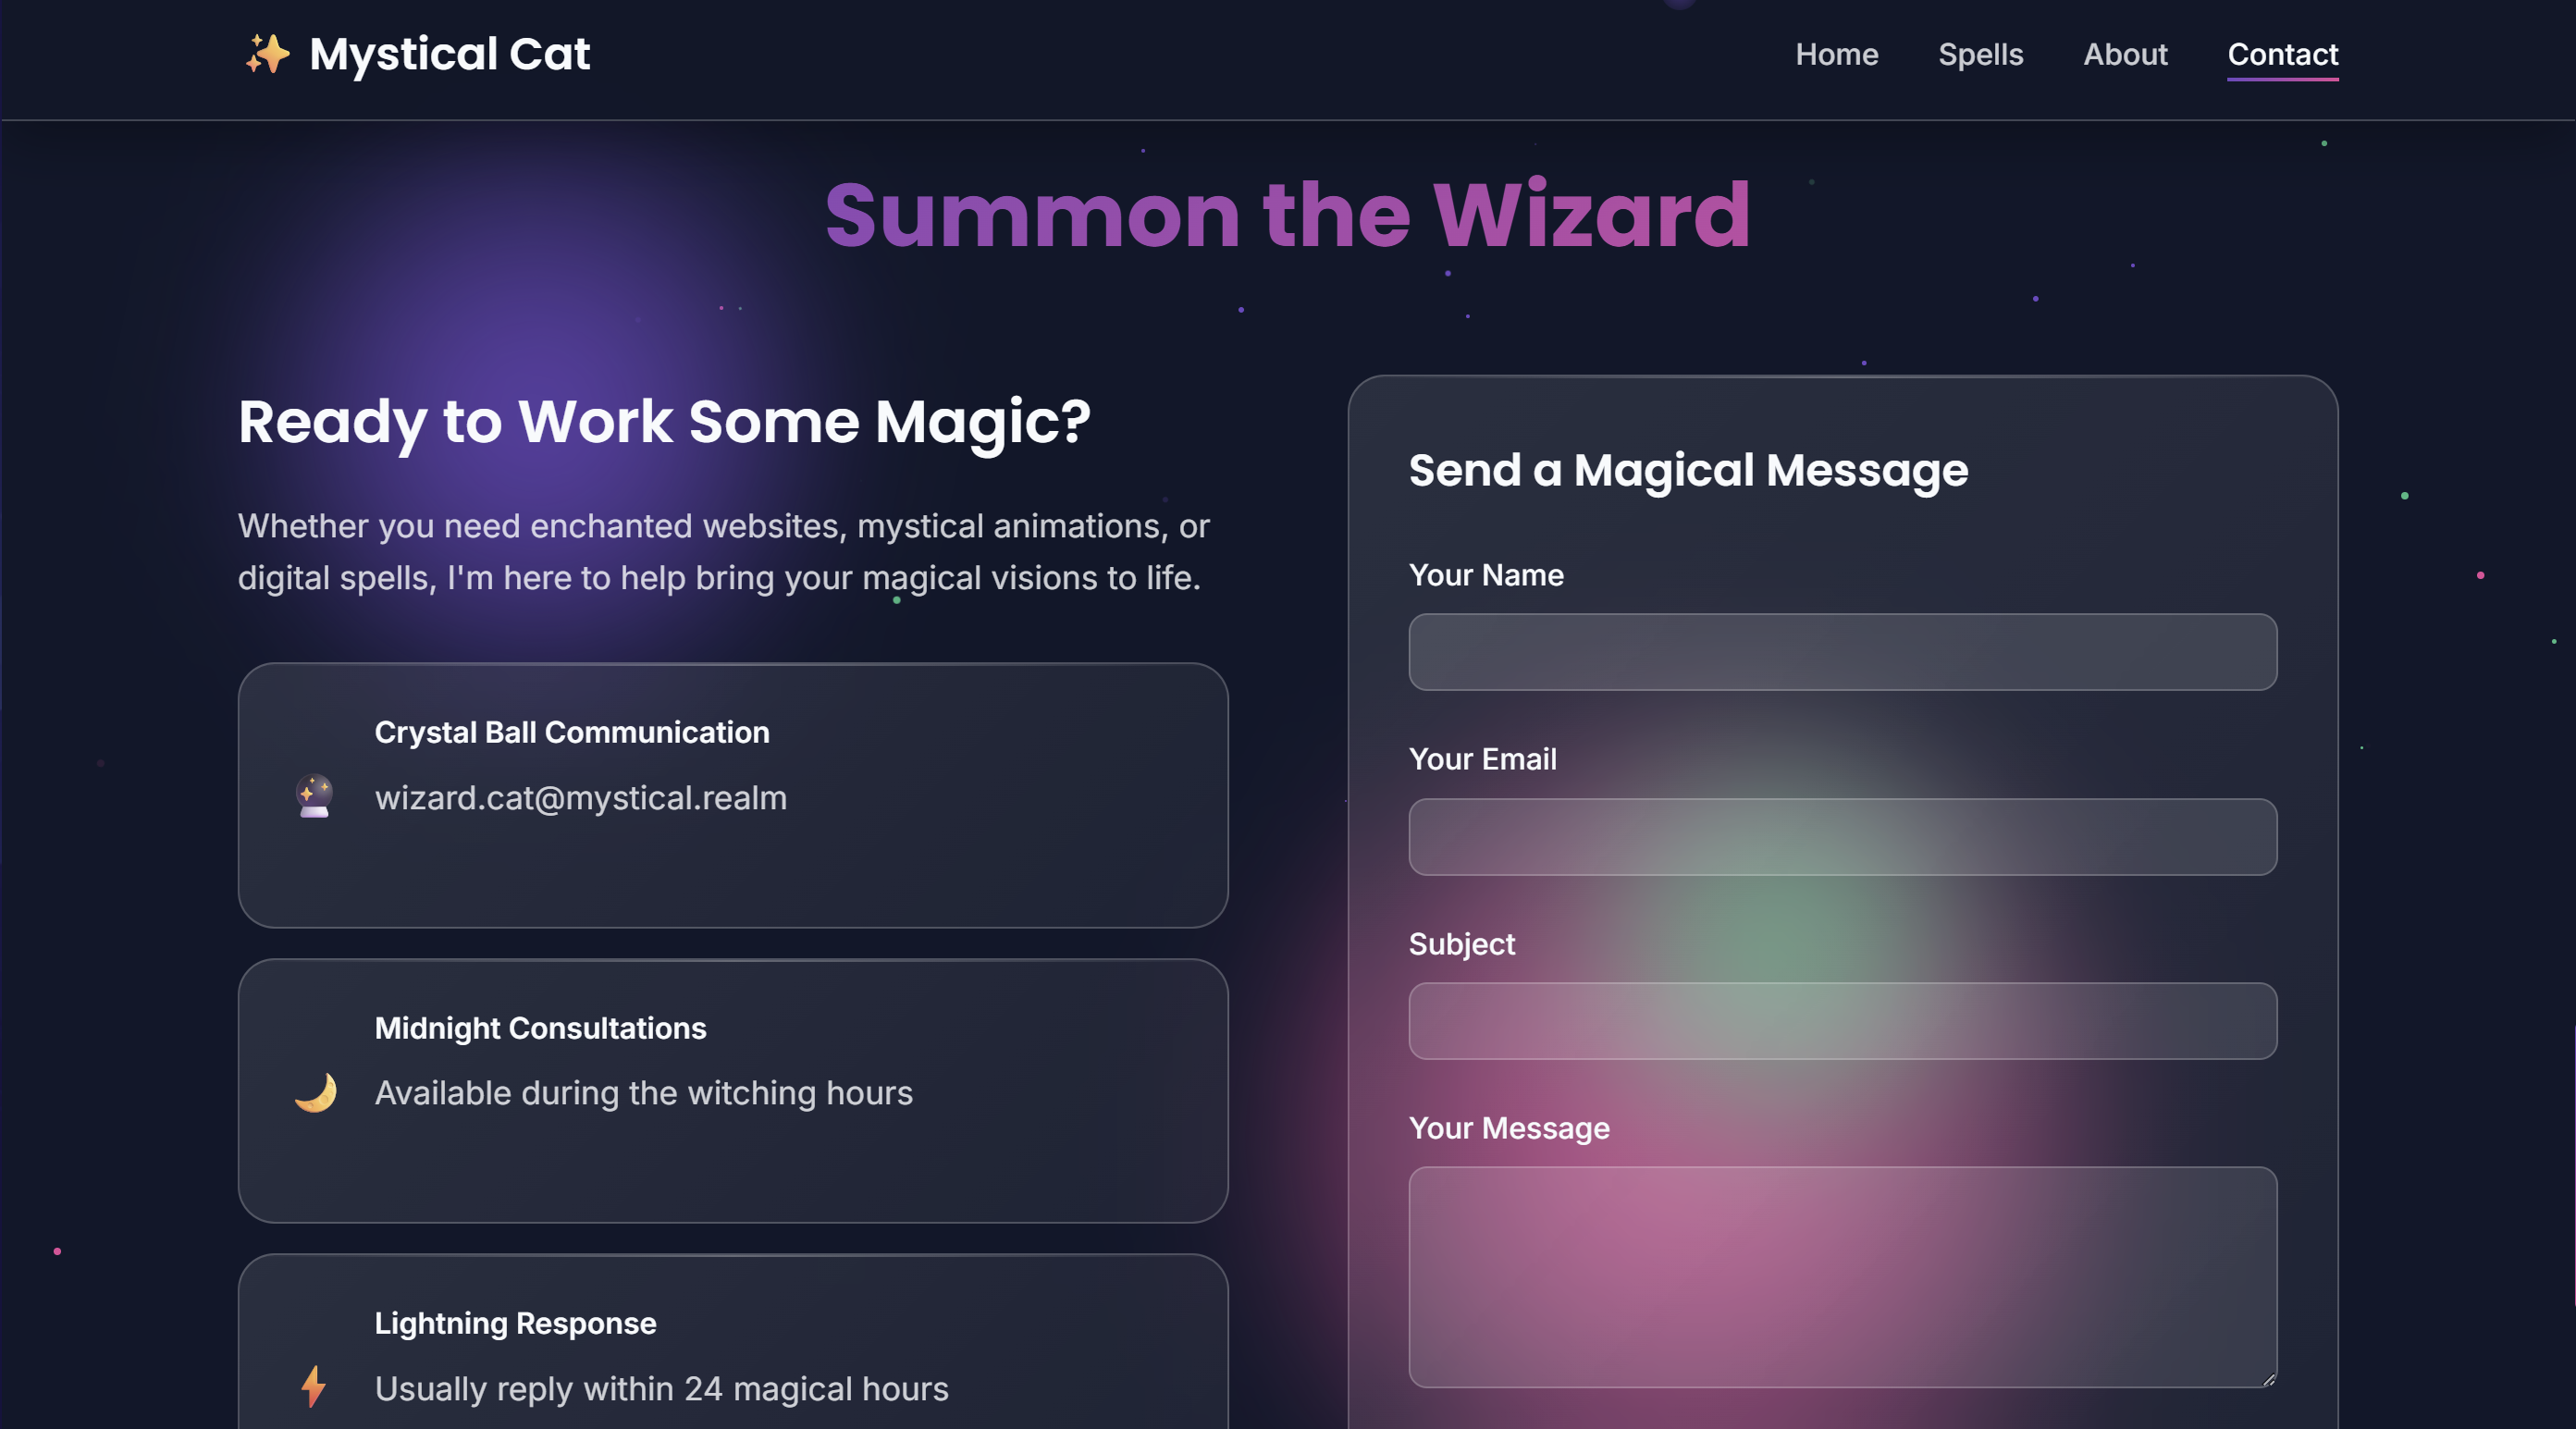 Mystical Cat
Home
Spells
About
Contact
Summon the Wizard
Ready to Work Some Magic?
Whether you need enchanted websites, mystical animations, or
digital spells, I'm here to help bring your magical visions to life.
Crystal Ball Communication
wizard.cat@mystical.realm
Midnight Consultations
Available during the witching hours
Lightning Response
Usually reply within 24 magical hours
Send a Magical Message
Your Name
Your Email
Subject
Your Message